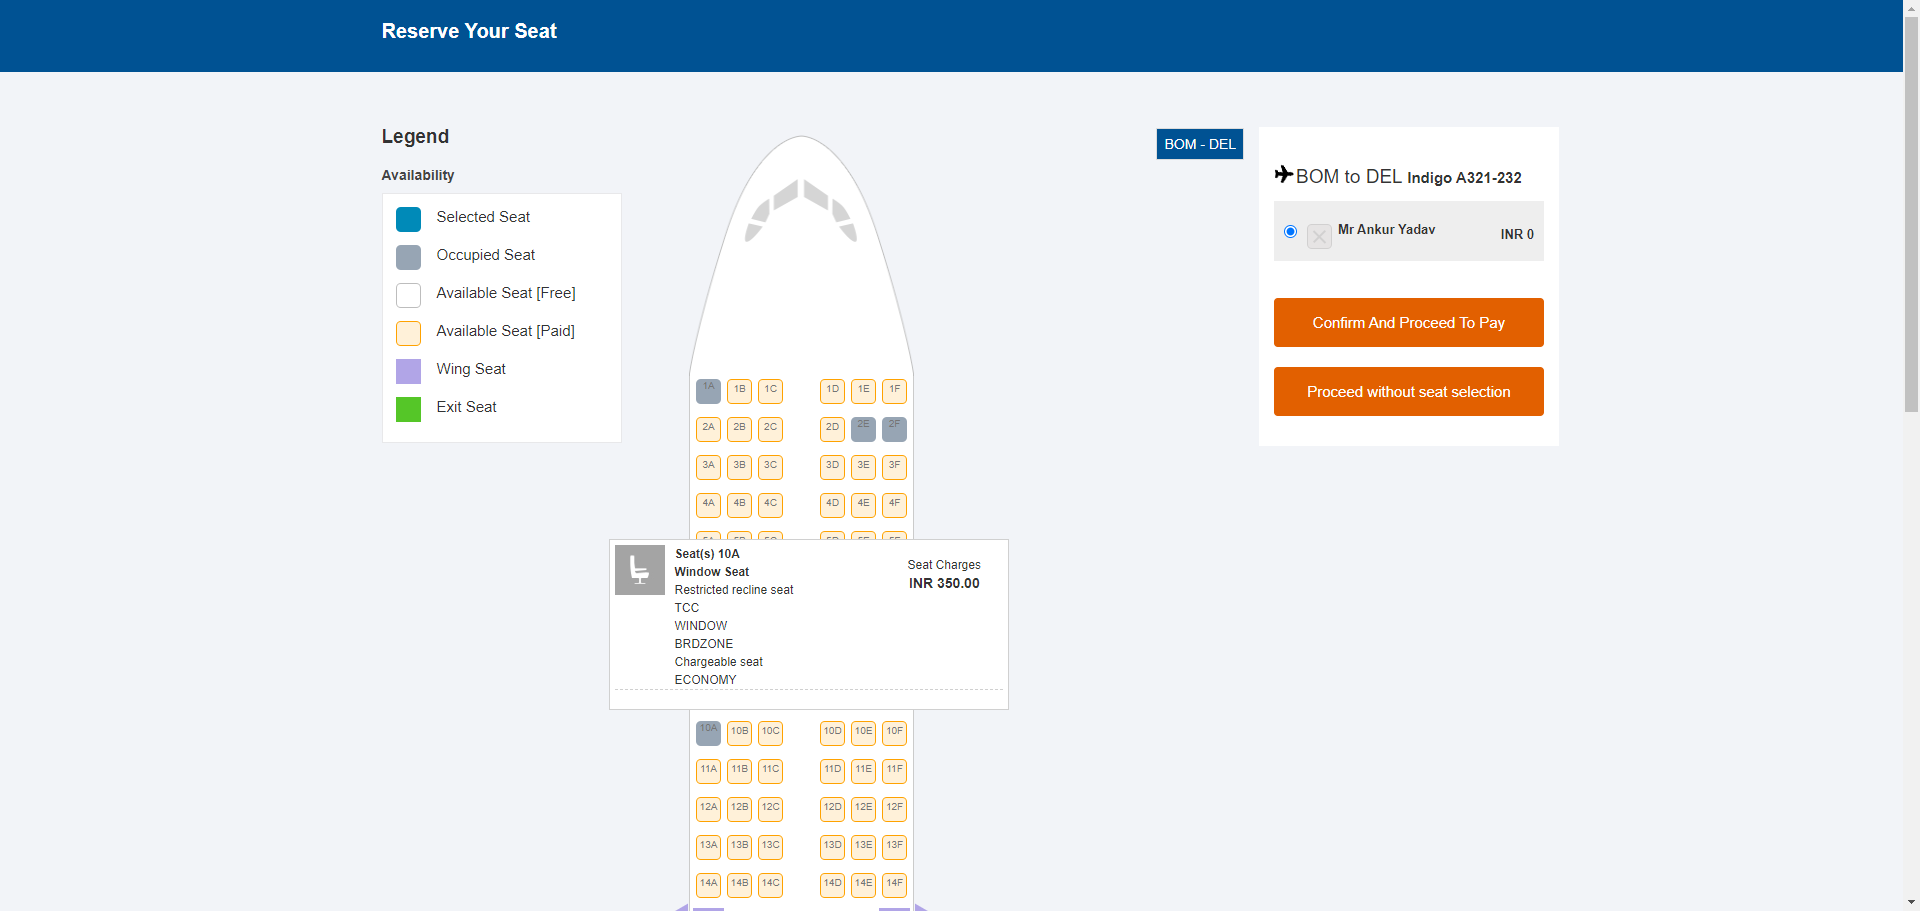 Reserve Your Seat
Legend
Availability
Selected Seat
Occupied Seat
Available Seat [Free]
Available Seat [Paid]
Wing Seat
Exit Seat
1A 1B 1C 1D 1E 1F
2A 2B 2C 2D 2E 2F
3A 3B 3C 3D 3E 3F
4A 4B 4C 4D 4E 4F
Seat(s) 10A
Window Seat
Restricted recline seat
TCC
WINDOW
BRDZONE
Chargeable seat
ECONOMY
Seat Charges
INR 350.00
10A 10B 10C 10D 10E 10F
11A 11B 11C 11D 11E 11F
12A 12B 12C 12D 12E 12F
13A 13B 13C 13D 13E 13F
14A 14B 14C 14D 14E 14F
BOM - DEL
BOM to DEL Indigo A321-232
Mr Ankur Yadav INR 0
Confirm And Proceed To Pay
Proceed without seat selection